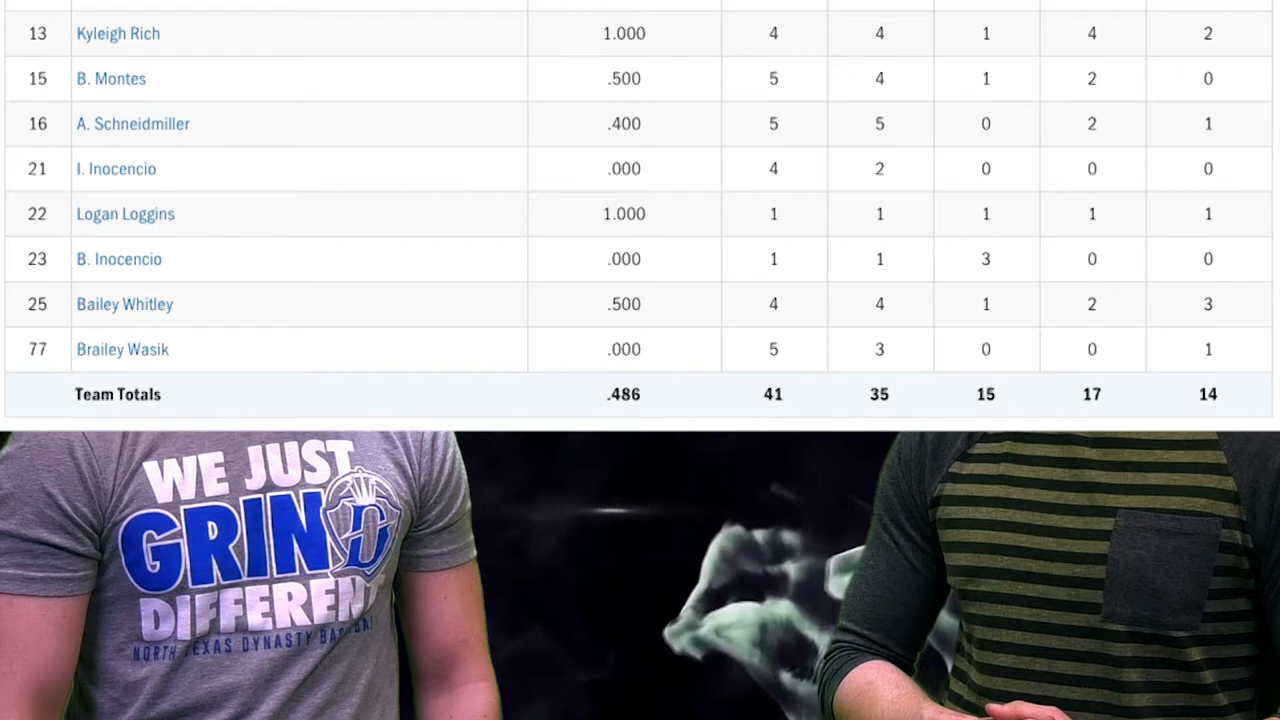 13 Kyleigh Rich 1.000 4 4 1 4 2
15 B. Montes .500 5 4 1 2 0
16 A. Schneidmiller .400 5 5 0 2 1
21 I. Inocencio .000 4 2 0 0 0
22 Logan Loggins 1.000 1 1 1 1 1
23 B. Inocencio .000 1 1 3 0 0
25 Bailey Whitley .500 4 4 1 2 3
77 Brailey Wasik .000 5 3 0 0 1
Team Totals .486 41 35 15 17 14
WE JUST
GRIND
DIFFERENT
NORTH TEXAS DYNASTY